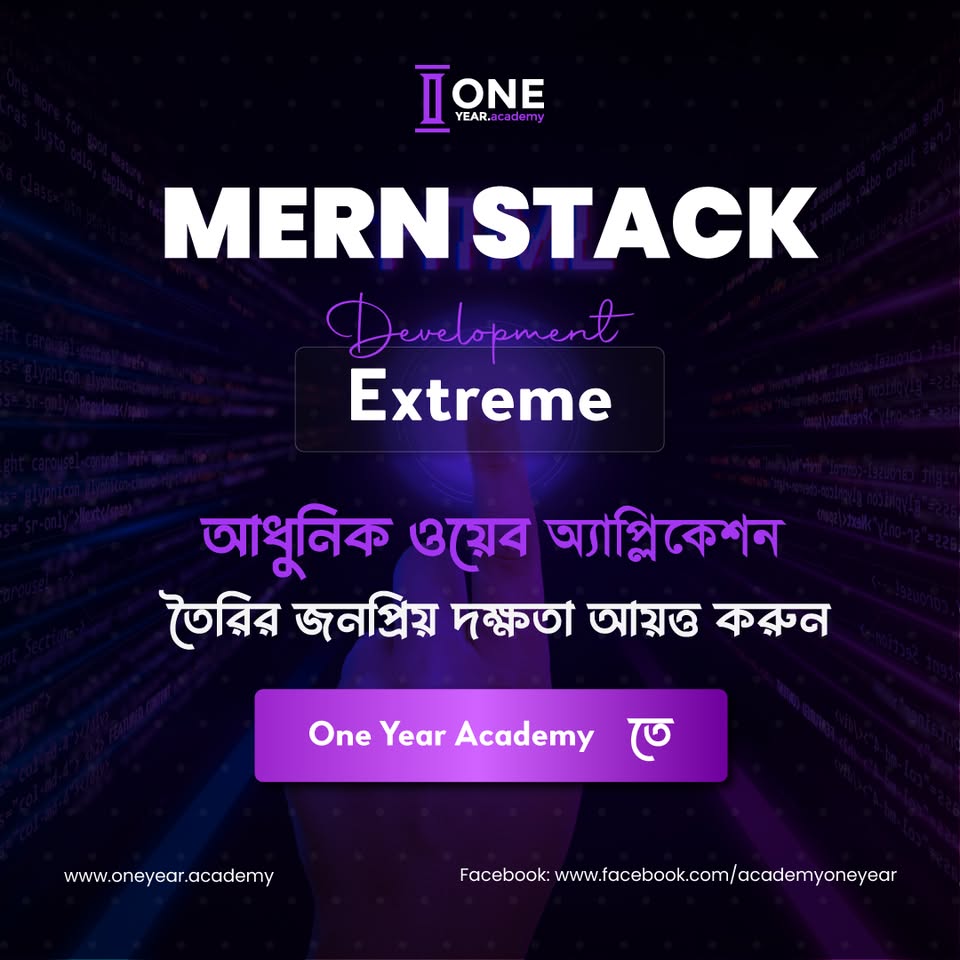 ONE
YEAR.academy
MERN STACK
Development
Extreme
আধুনিক ওয়েব অ্যাপ্লিকেশন
তৈরির জনপ্রিয় দক্ষতা আয়ত্ত করুন
One Year Academy তে
www.oneyear.academy
Facebook: www.facebook.com/academyoneyear